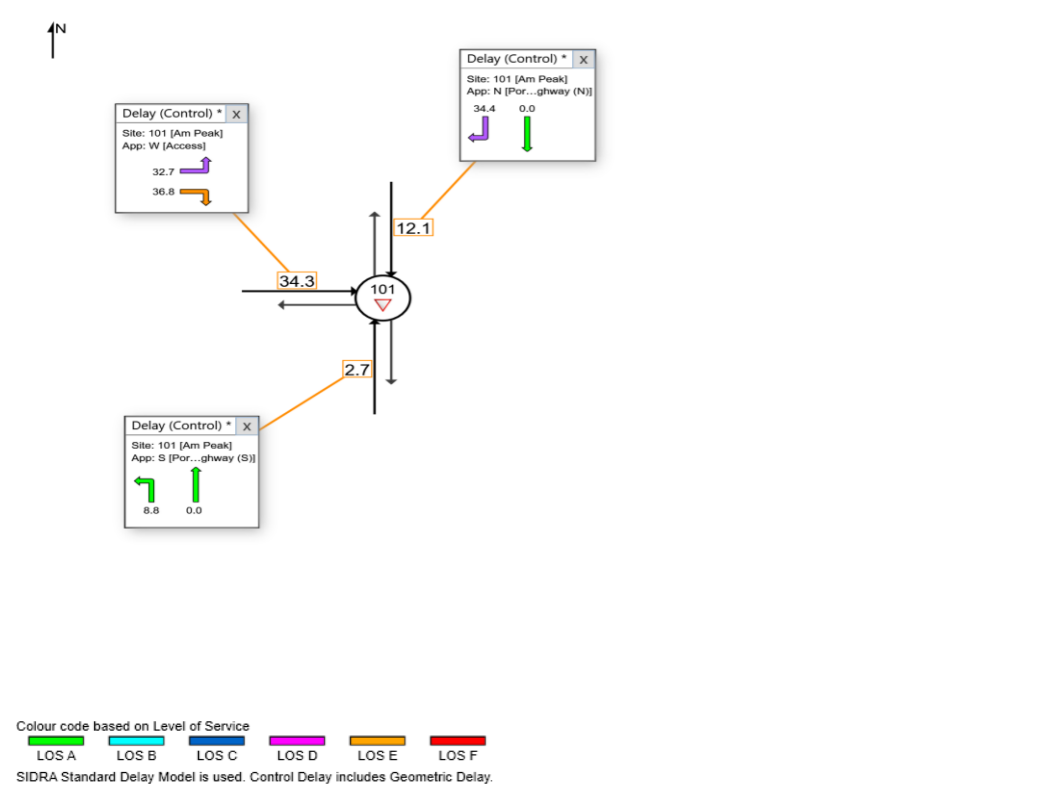 N
Delay (Control) * x
Site: 101 [Am Peak]
App: N [Por...ghway (N)]
34.4 0.0
Delay (Control) * x
Site: 101 [Am Peak]
App: W [Access]
32.7
36.8
12.1
34.3
101
2.7
Delay (Control) * x
Site: 101 [Am Peak]
App: S [Por...ghway (S)]
8.8 0.0
Colour code based on Level of Service
LOS A LOS B LOS C LOS D LOS E LOS F
SIDRA Standard Delay Model is used. Control Delay includes Geometric Delay.